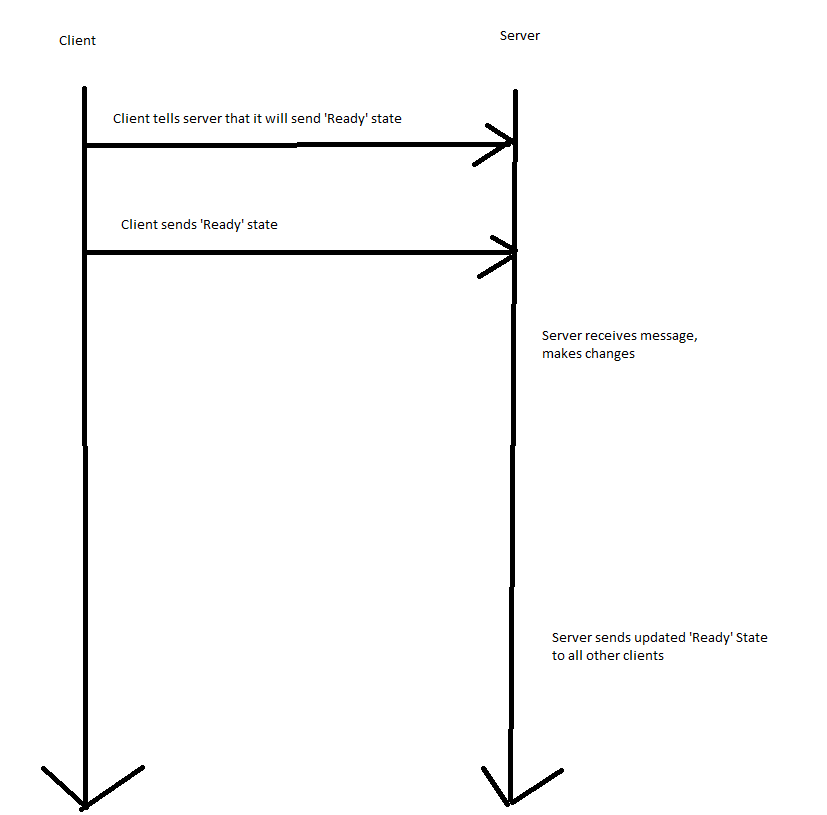 Client
Server
Client tells server that it will send 'Ready' state
Client sends 'Ready' state
Server receives message,
makes changes
Server sends updated 'Ready' State
to all other clients